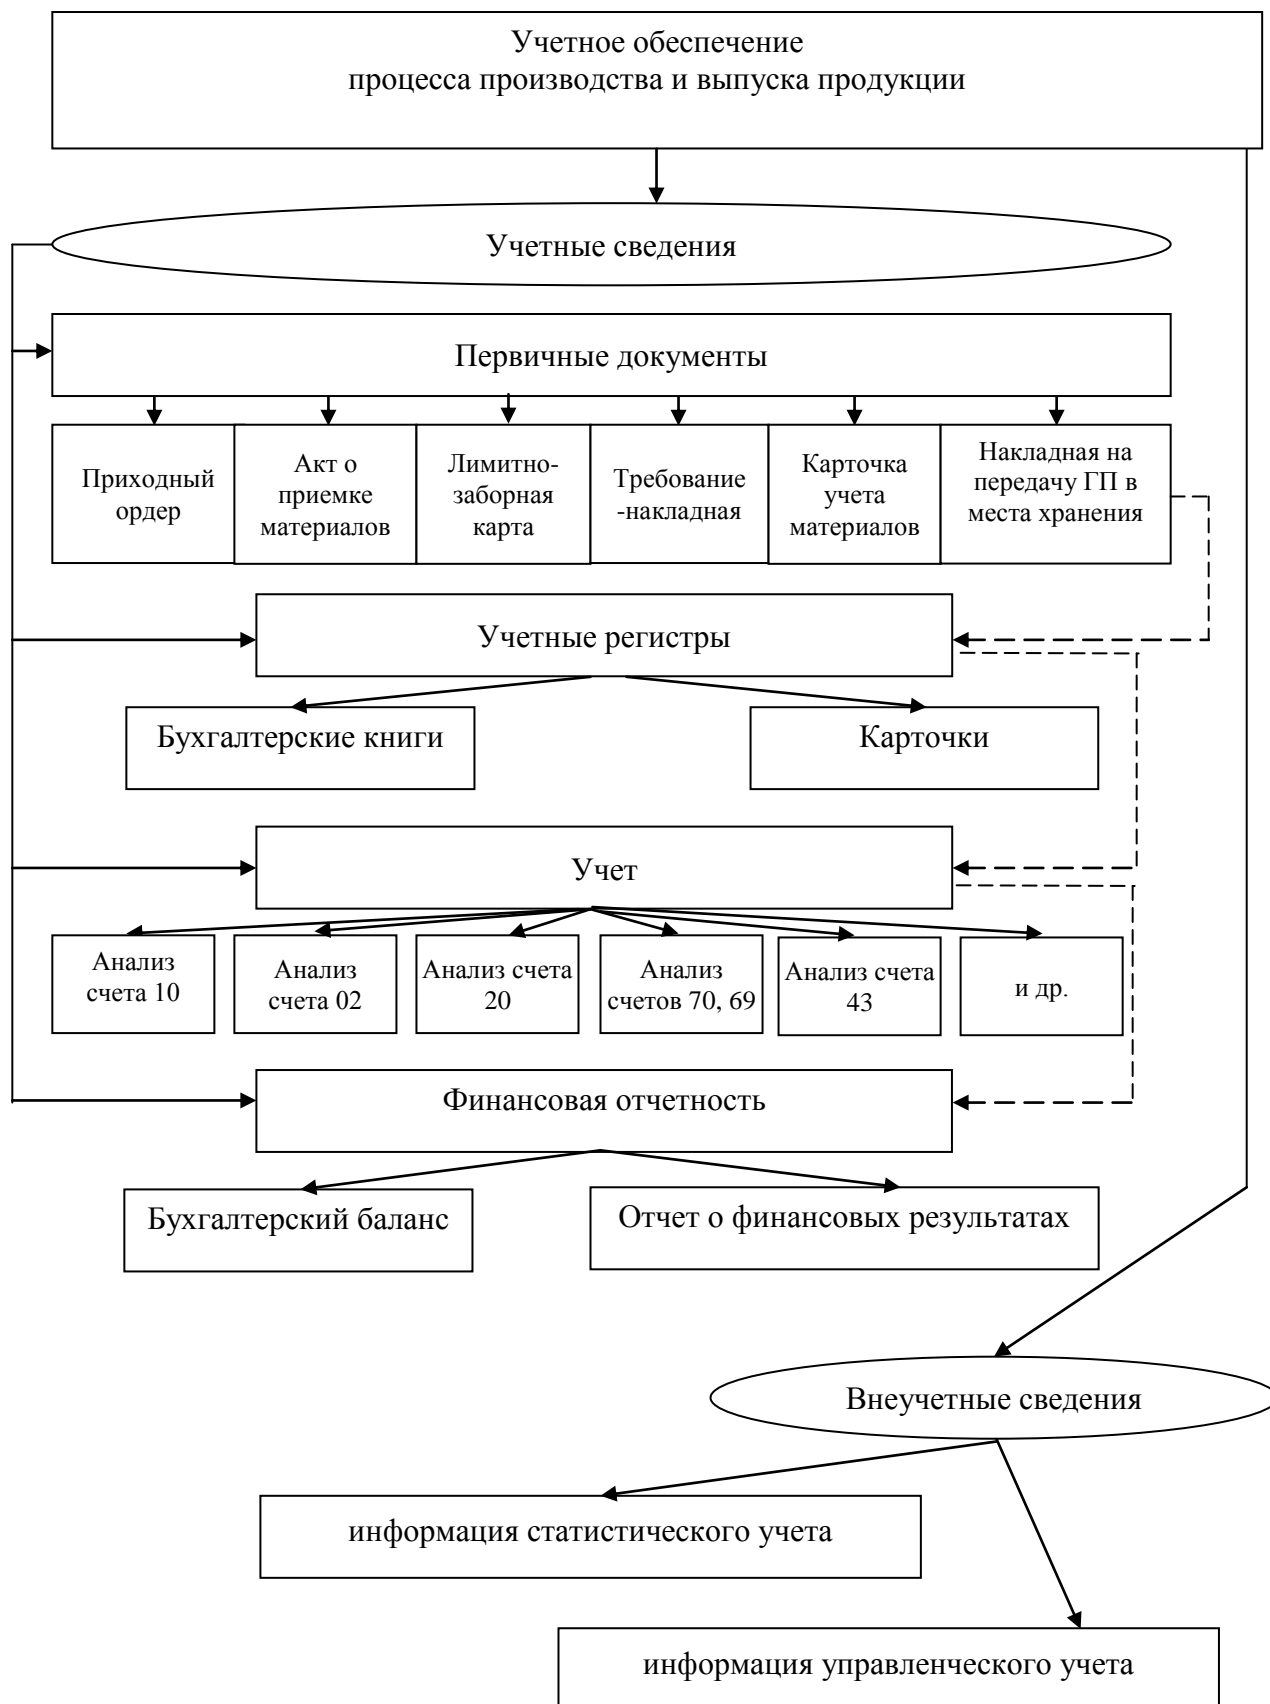 Учетное обеспечение
процесса производства и выпуска продукции
Учетные сведения
Первичные документы
Приходный
ордер
Акт о
приемке
материалов
Лимитно-
заборная
карта
Требование
-накладная
Карточка
учета
материалов
Накладная на
передачу ГП в
места хранения
Учетные регистры
Бухгалтерские книги
Карточки
Учет
Анализ
счета 10
Анализ
счета 02
Анализ счета
20
Анализ
счетов 70, 69
Анализ счета
43
и др.
Финансовая отчетность
Бухгалтерский баланс
Отчет о финансовых результатах
Внеучетные сведения
информация статистического учета
информация управленческого учета